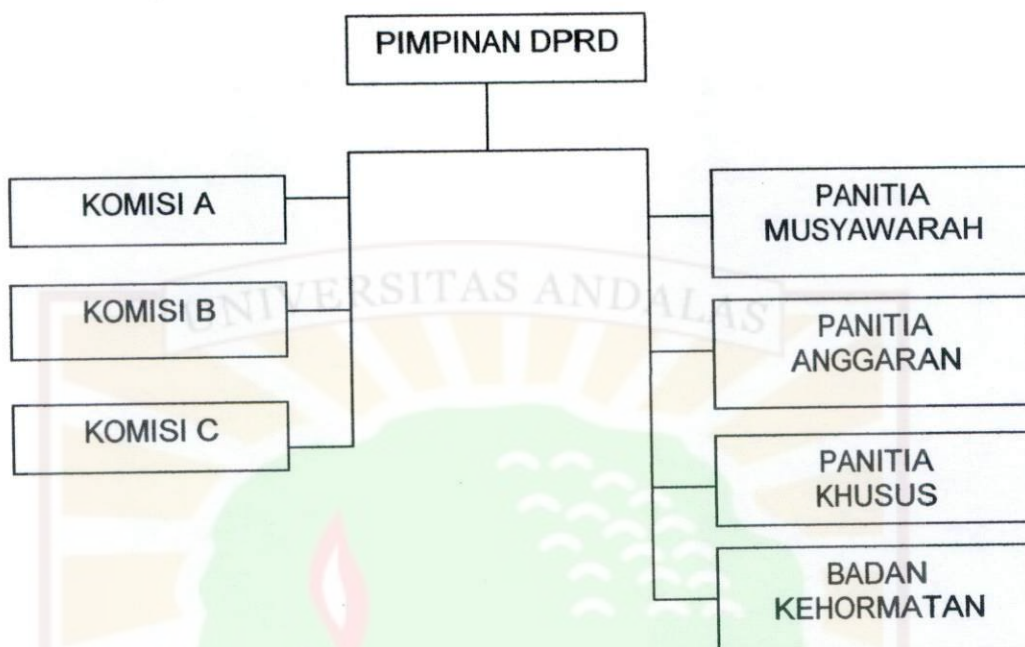 PIMPINAN DPRD
KOMISI A
KOMISI B
KOMISI C
PANITIA
MUSYAWARAH
PANITIA
ANGGARAN
PANITIA
KHUSUS
BADAN
KEHORMATAN
UNIVERSITAS ANDALAS